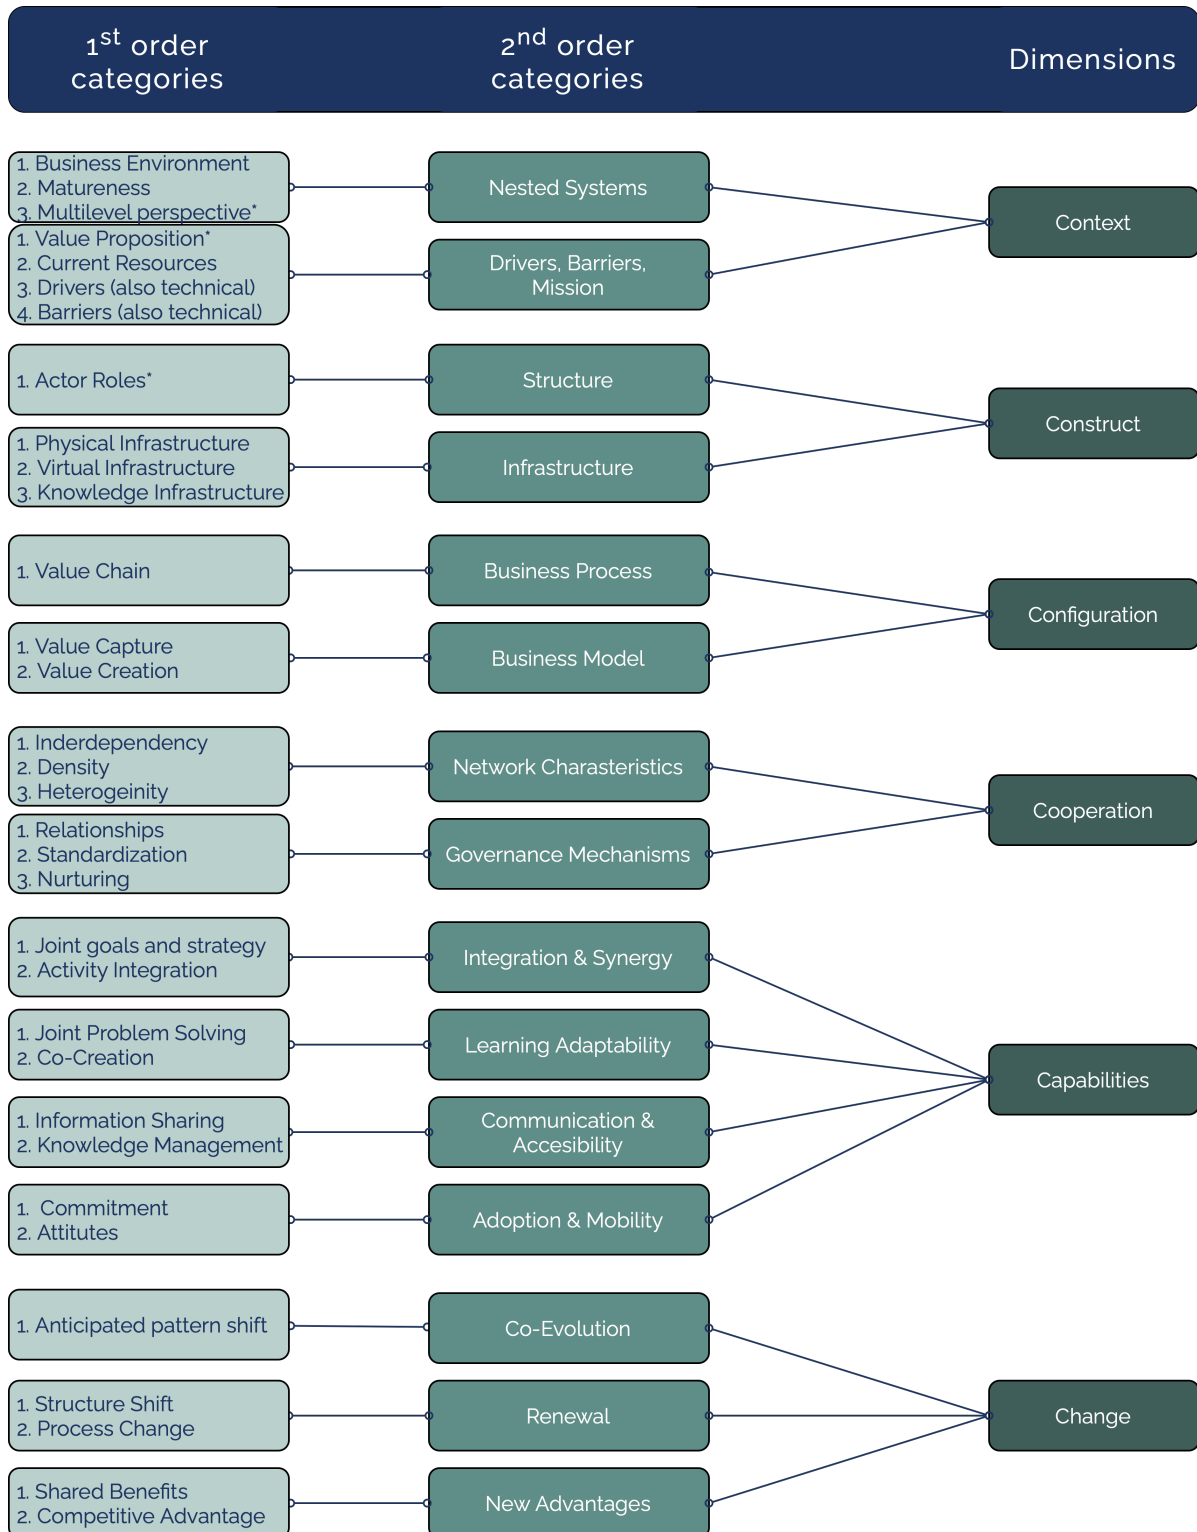 1st order
categories
2nd order
categories
Dimensions
1. Business Environment
2. Matureness
3. Multilevel perspective*
Nested Systems
Context
1. Value Proposition*
2. Current Resources
3. Drivers (also technical)
4. Barriers (also technical)
Drivers, Barriers,
Mission
1. Actor Roles*
Structure
Construct
1. Physical Infrastructure
2. Virtual Infrastructure
3. Knowledge Infrastructure
Infrastructure
1. Value Chain
Business Process
Configuration
1. Value Capture
2. Value Creation
Business Model
1. Inderdependency
2. Density
3. Heterogeinity
Network Charasteristics
Cooperation
1. Relationships
2. Standardization
3. Nurturing
Governance Mechanisms
1. Joint goals and strategy
2. Activity Integration
Integration & Synergy
1. Joint Problem Solving
2. Co-Creation
Learning Adaptability
Capabilities
1. Information Sharing
2. Knowledge Management
Communication &
Accesibility
1. Commitment
2. Attitutes
Adoption & Mobility
1. Anticipated pattern shift
Co-Evolution
1. Structure Shift
2. Process Change
Renewal
Change
1. Shared Benefits
2. Competitive Advantage
New Advantages